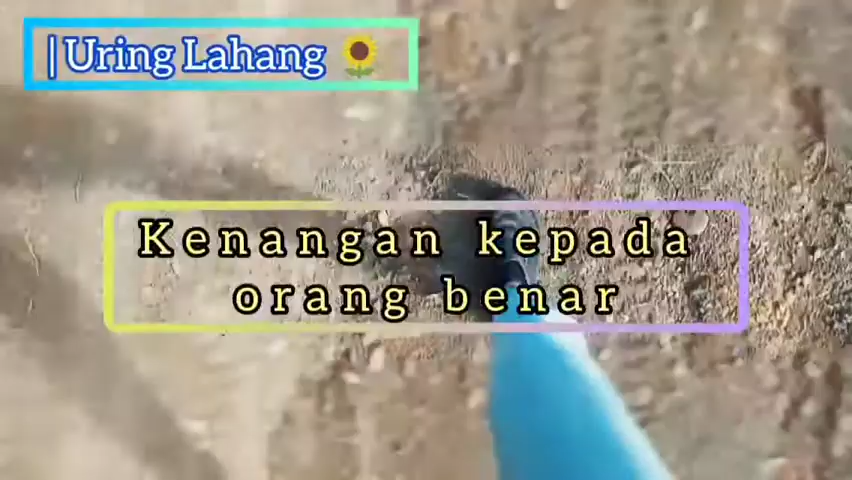 |Uring Lahang 🌻
Kenangan kepada
orang benar